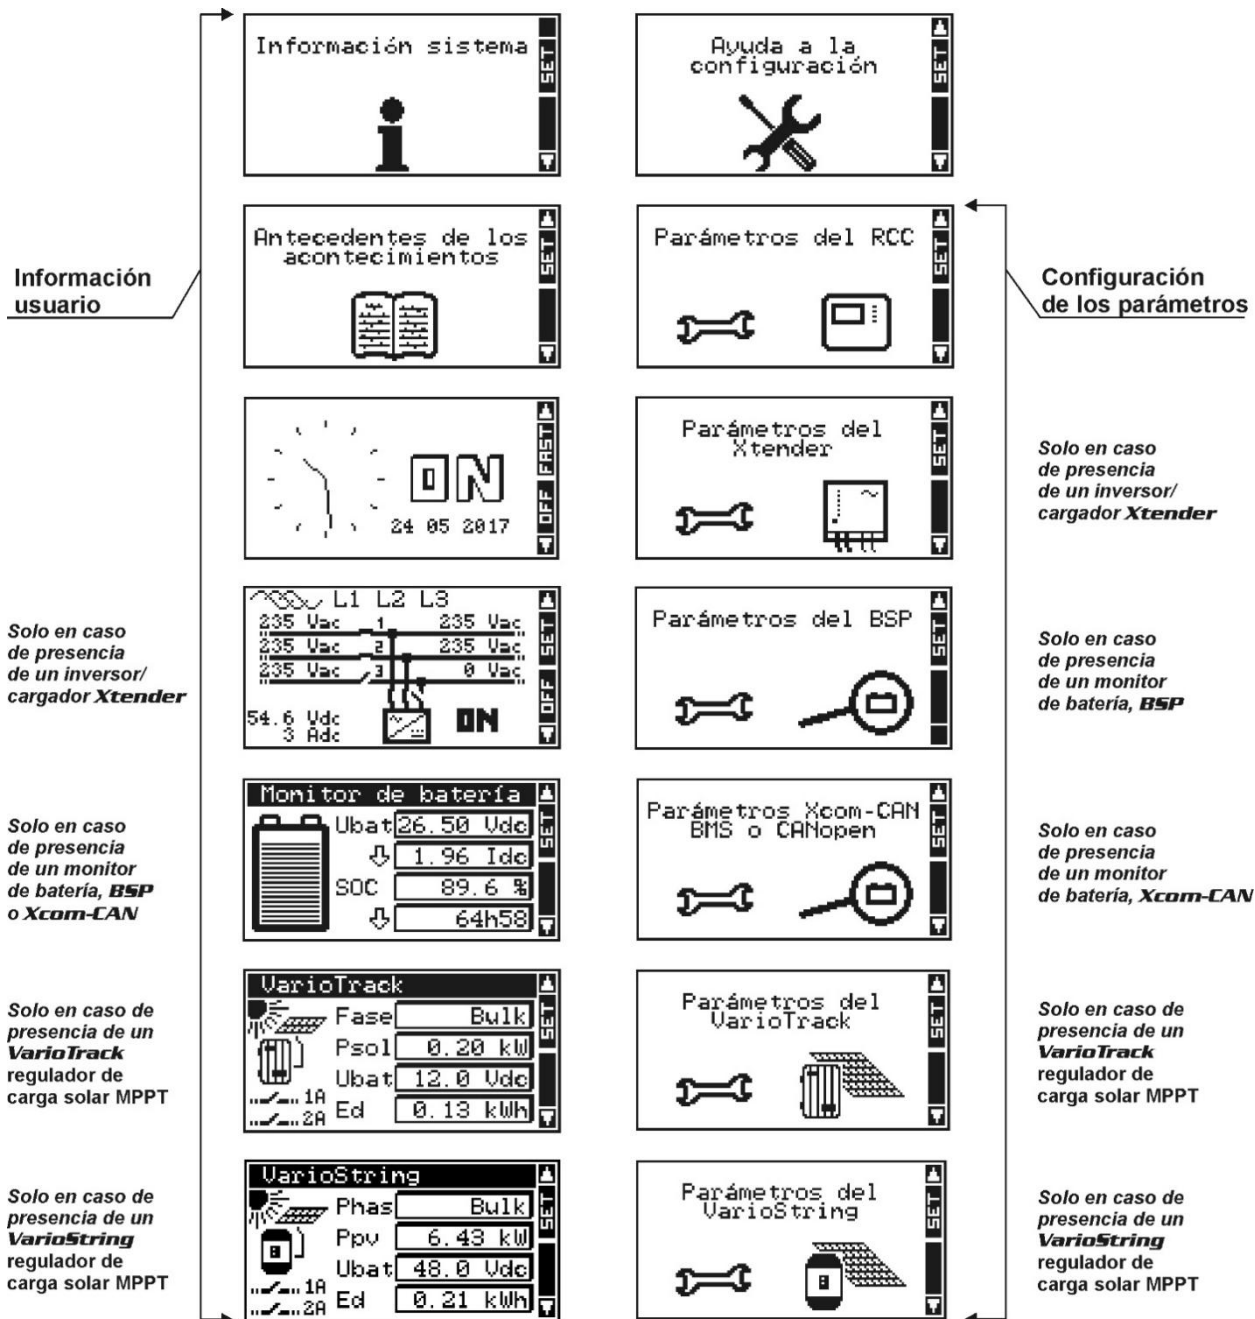 Información sistema
SET
Ayuda a la
configuración
SET
Información
usuario
Antecedentes de los
acontecimientos
SET
Parámetros del RCC
SET
Configuración
de los parámetros
ON
24 05 2017
OFF FAST
Parámetros del
Xtender
SET
Solo en caso
de presencia
de un inversor/
cargador Xtender
Solo en caso
de presencia
de un inversor/
cargador Xtender
L1 L2 L3
235 Vac 1 235 Vac
235 Vac 2 235 Vac
235 Vac 3 0 Vac
54.6 Vdc
3 Adc
ON
OFF SET
Parámetros del BSP
SET
Solo en caso
de presencia
de un monitor
de batería, BSP
Solo en caso
de presencia
de un monitor
de batería, BSP
o Xcom-CAN
Monitor de batería
Ubat 26.50 Vdc
1.96 Idc
SOC 89.6 %
64h58
SET
Parámetros Xcom-CAN
BMS o CANopen
SET
Solo en caso
de presencia
de un monitor
de batería, Xcom-CAN
Solo en caso de
presencia de un
VarioTrack
regulador de
carga solar MPPT
VarioTrack
Fase Bulk
Psol 0.20 kW
Ubat 12.0 Vdc
1A
2A
Ed 0.13 kWh
SET
Parámetros del
VarioTrack
SET
Solo en caso de
presencia de un
VarioTrack
regulador de
carga solar MPPT
Solo en caso de
presencia de un
VarioString
regulador de
carga solar MPPT
VarioString
Phas Bulk
Ppv 6.43 kW
Ubat 48.0 Vdc
1A
2A
Ed 0.21 kWh
SET
Parámetros del
VarioString
SET
Solo en caso de
presencia de un
VarioString
regulador de
carga solar MPPT